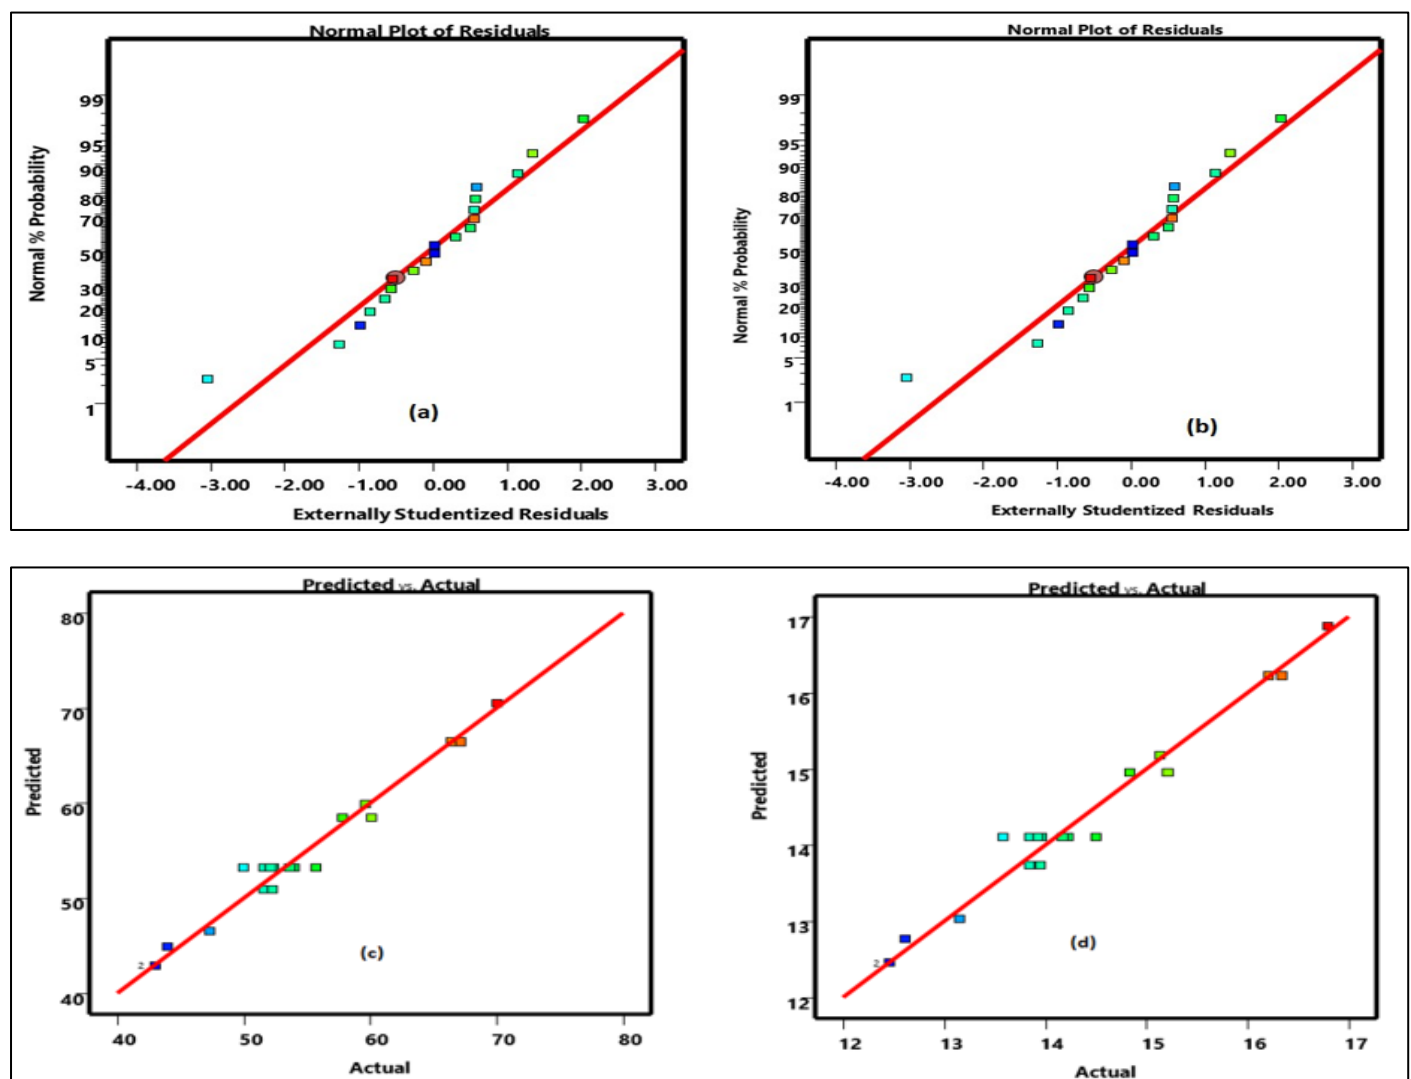 Normal Plot of Residuals
Normal % Probability
99
95
90
80
70
50
30
20
10
5
1
(a)
-4.00 -3.00 -2.00 -1.00 0.00 1.00 2.00 3.00
Externally Studentized Residuals
Normal Plot of Residuals
Normal % Probability
99
95
90
80
70
50
30
20
10
5
1
(b)
-4.00 -3.00 -2.00 -1.00 0.00 1.00 2.00 3.00
Externally Studentized Residuals
Predicted vs. Actual
Predicted
80
70
60
50
40
2
(c)
40 50 60 70 80
Actual
Predicted vs. Actual
Predicted
17
16
15
14
13
12
2
(d)
12 13 14 15 16 17
Actual